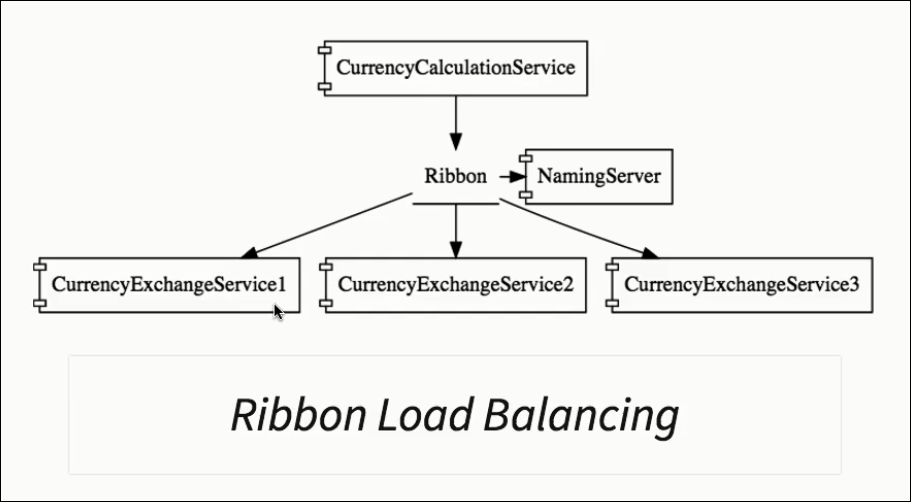 CurrencyCalculationService
Ribbon
NamingServer
CurrencyExchangeService1
CurrencyExchangeService2
CurrencyExchangeService3
Ribbon Load Balancing